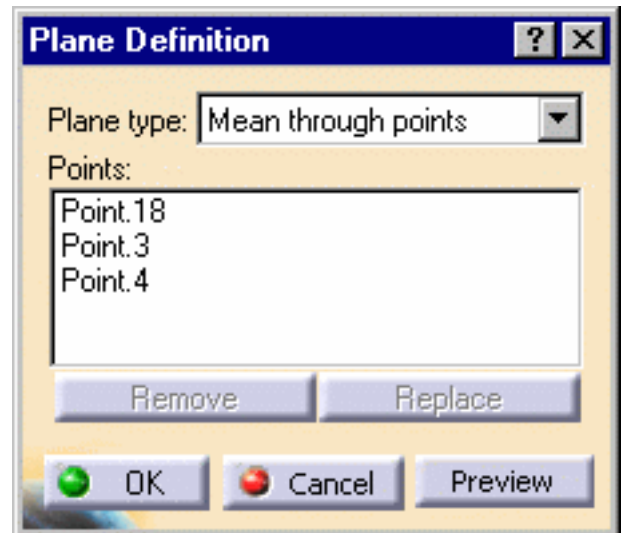 Plane Definition ? X
Plane type: Mean through points
Points:
Point.18
Point.3
Point.4
Remove Replace
OK Cancel Preview